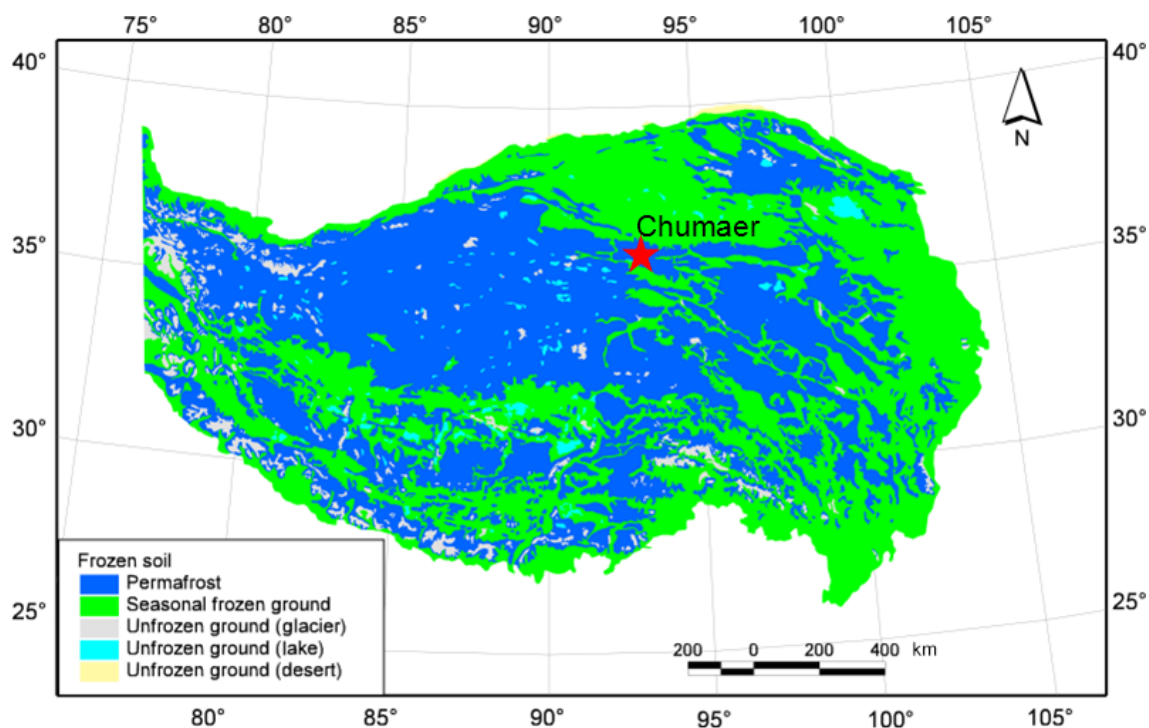 75° 80° 85° 90° 95° 100° 105°
40° 40°
N
Chumaer
35° 35°
30° 30°
25° 25°
Frozen soil
Permafrost
Seasonal frozen ground
Unfrozen ground (glacier)
Unfrozen ground (lake)
Unfrozen ground (desert)
200 0 200 400 km
80° 85° 90° 95° 100° 105°